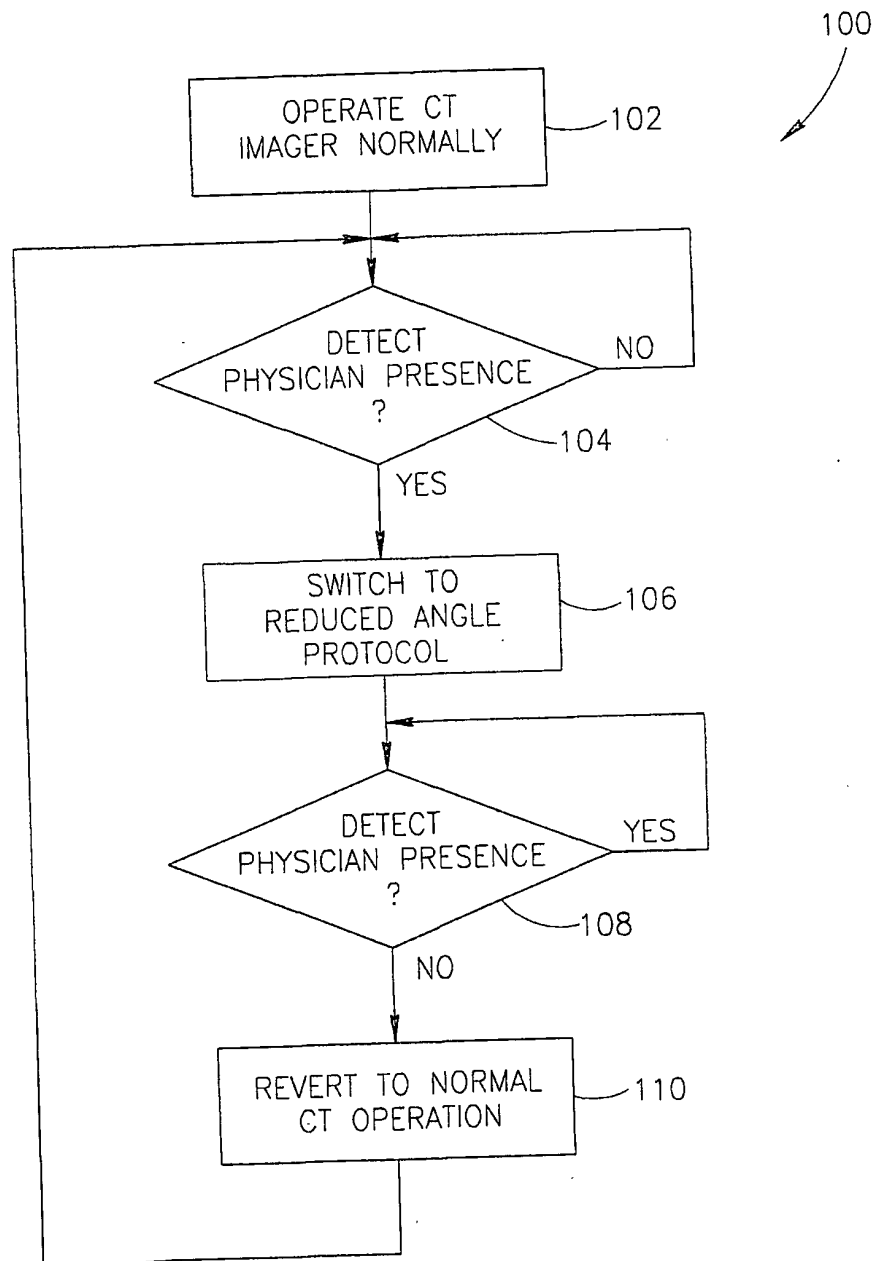 100
OPERATE CT
IMAGER NORMALLY
102
DETECT
PHYSICIAN PRESENCE
?
NO
104
YES
SWITCH TO
REDUCED ANGLE
PROTOCOL
106
DETECT
PHYSICIAN PRESENCE
?
YES
108
NO
REVERT TO NORMAL
CT OPERATION
110